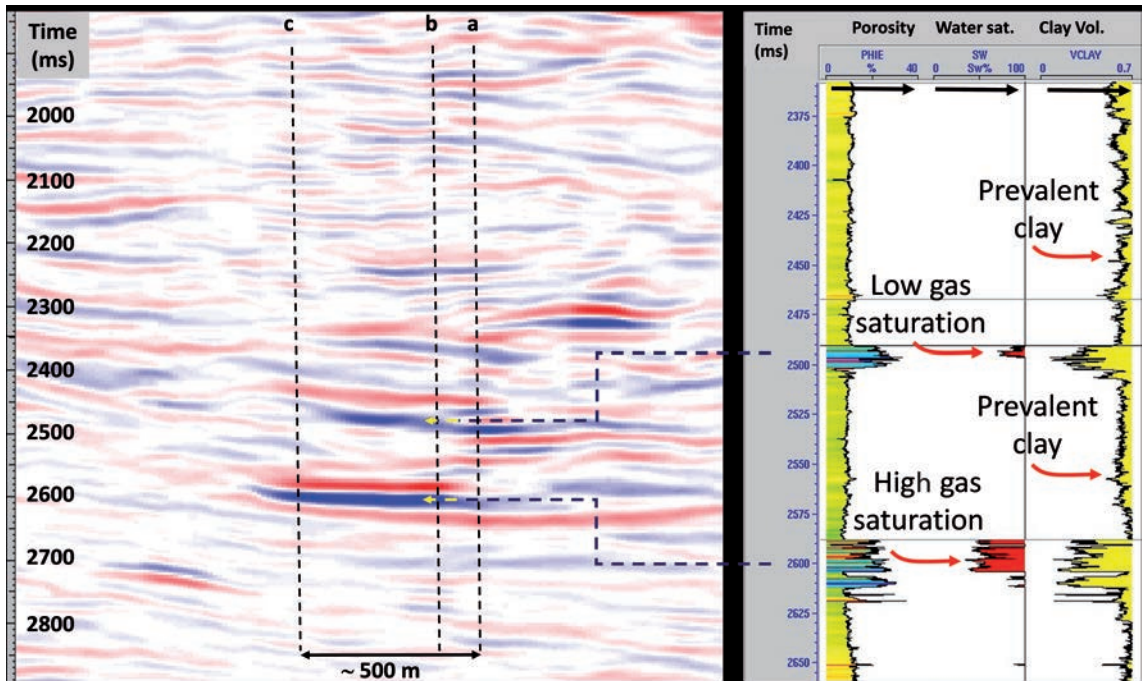 Time
(ms)
c
b
a
2000
2100
2200
2300
2400
2500
2600
2700
2800
~ 500 m
Time
(ms)
Porosity
Water sat.
Clay Vol.
PHIE
SW
VCLAY
0
%
40
0
Sw%
100
0
0.7
2375
2400
2425
2450
2475
2500
2525
2550
2575
2600
2625
2650
Prevalent
clay
Low gas
saturation
Prevalent
clay
High gas
saturation